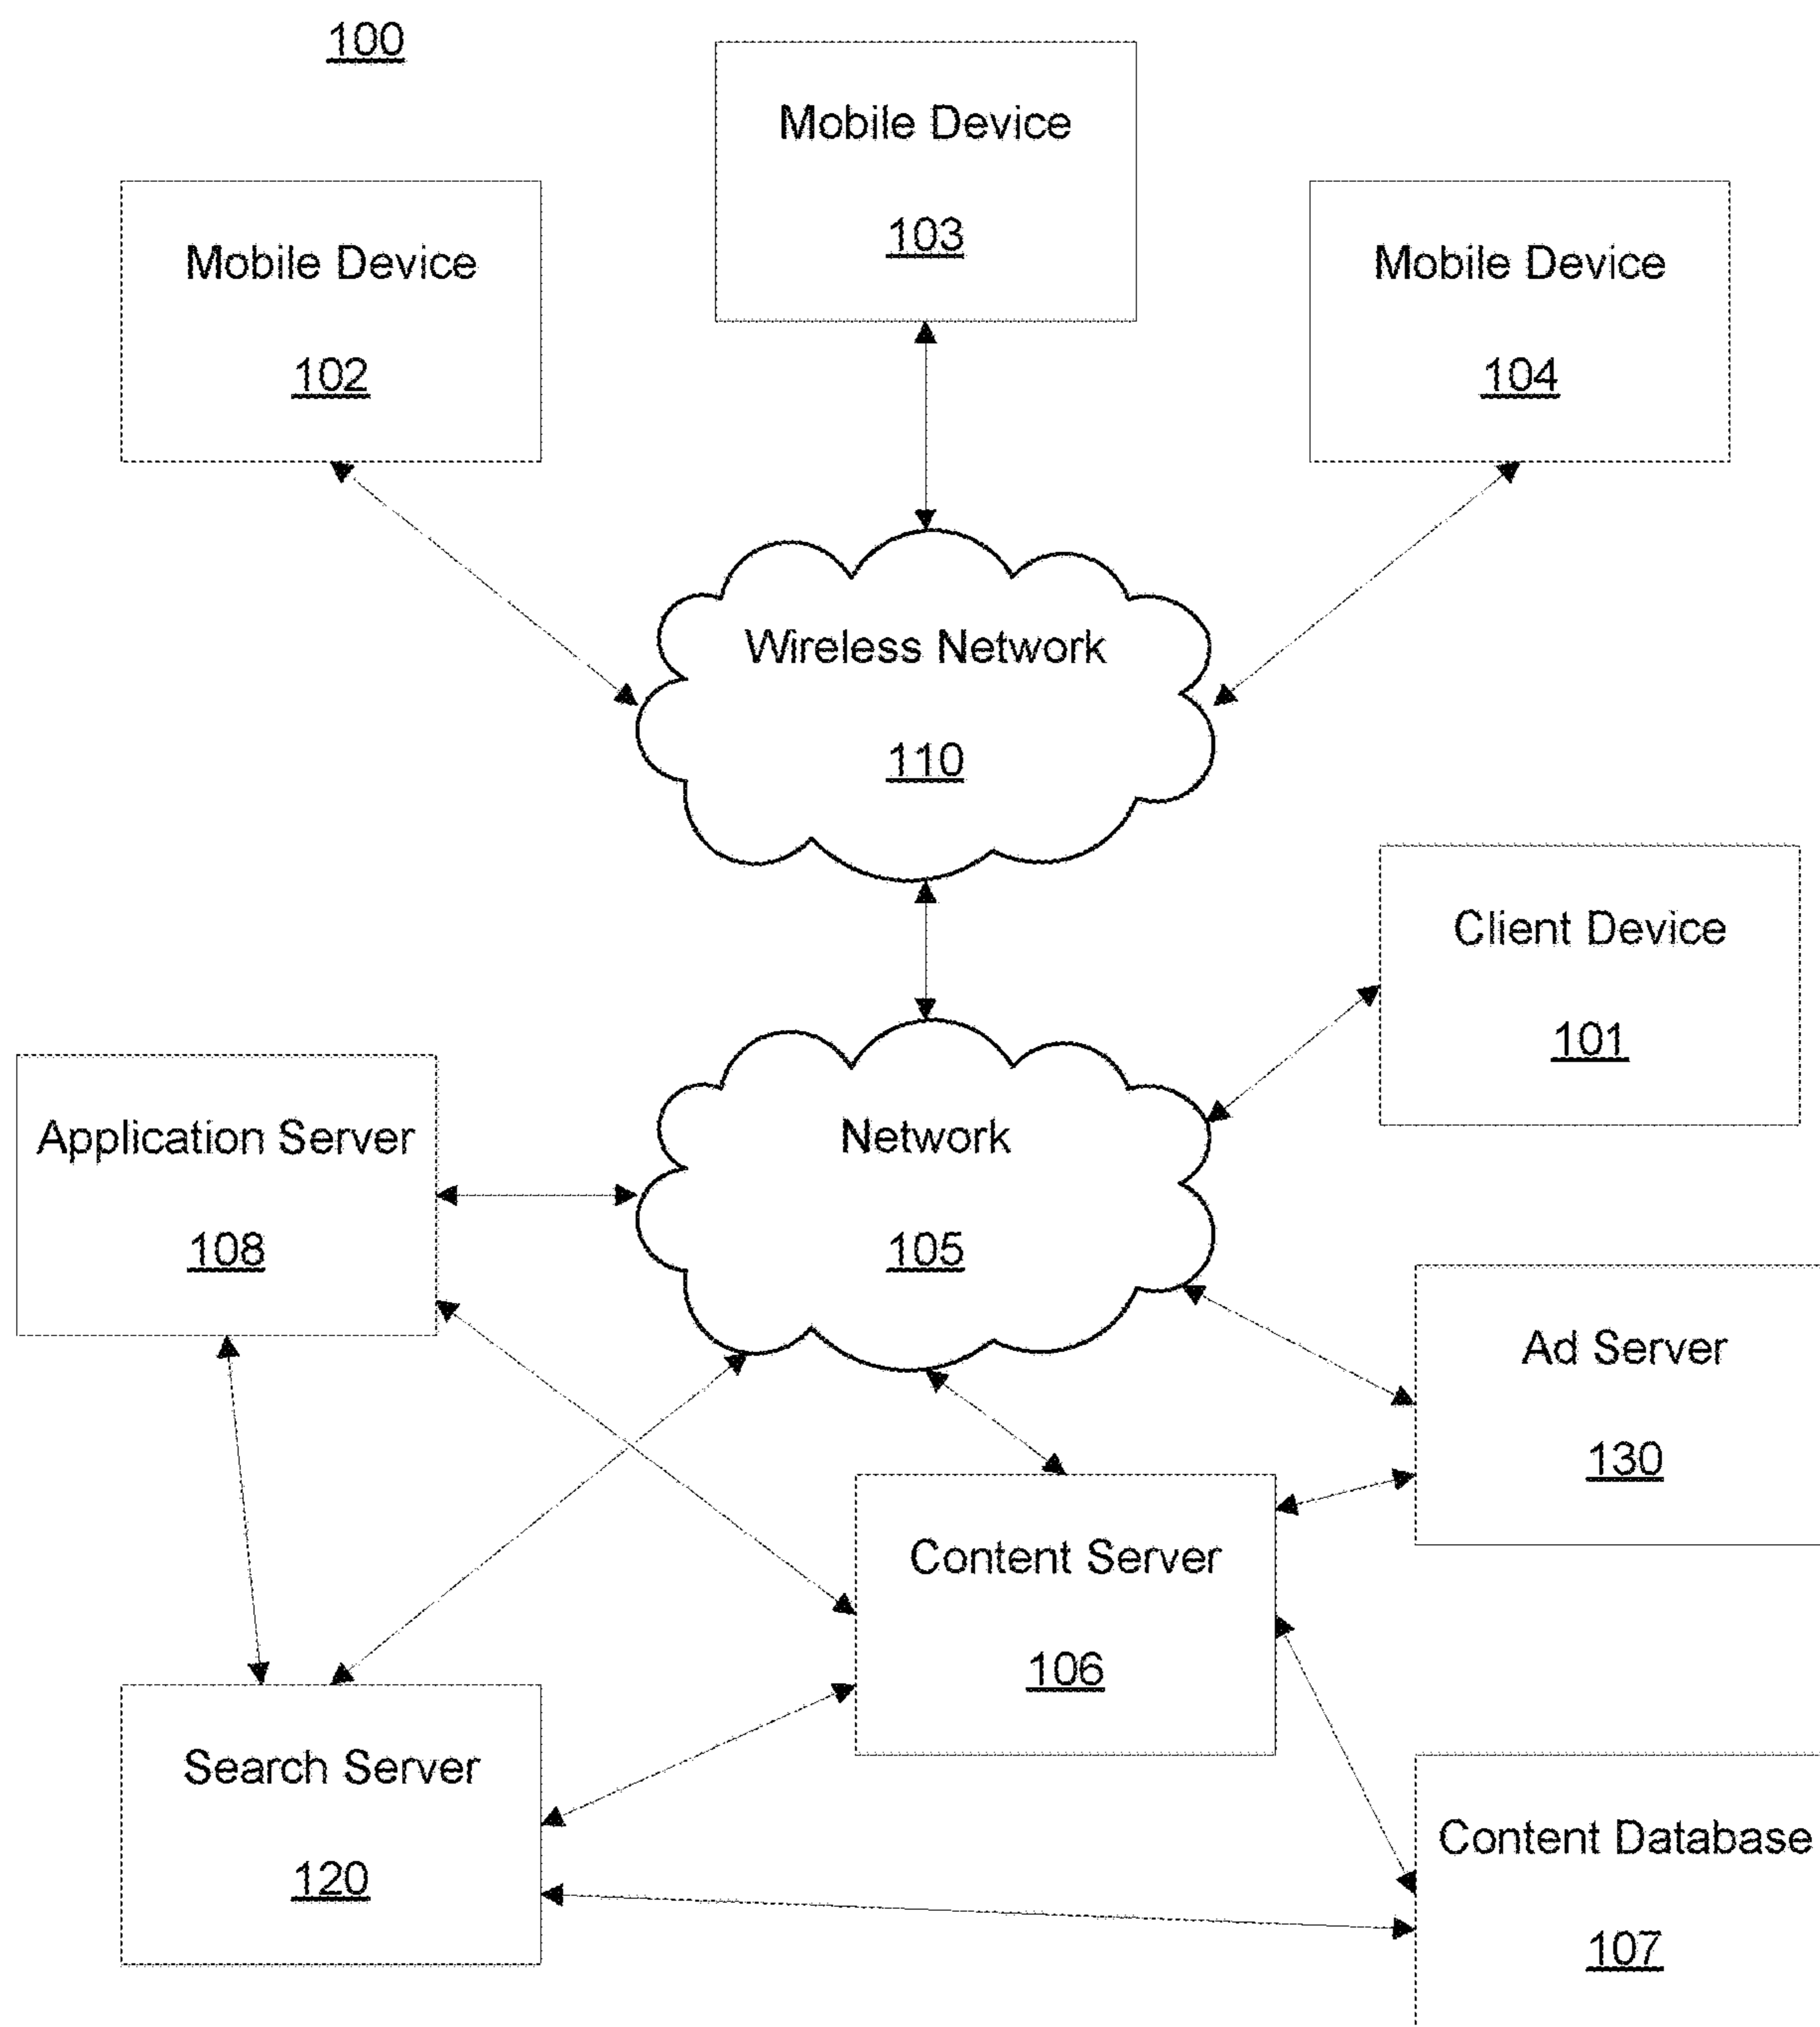 100
Mobile Device
103
Mobile Device
102
Mobile Device
104
Wireless Network
110
Client Device
101
Application Server
108
Network
105
Ad Server
130
Content Server
106
Search Server
120
Content Database
107